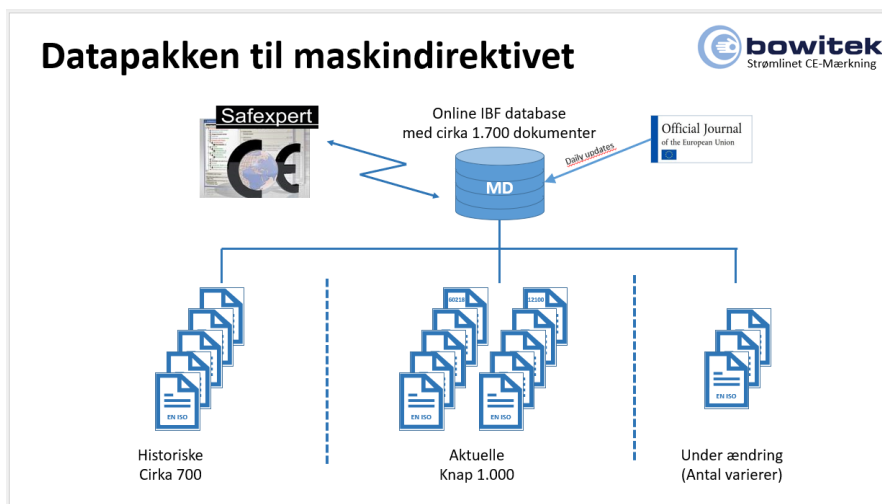 Datapakken til maskindirektivet
bowitek
Strømlinet CE-Mærkning
Safexpert
CE
Online IBF database
med cirka 1.700 dokumenter
Daily updates
Official Journal
of the European Union
MD
60218
12100
EN ISO
EN ISO
EN ISO
EN ISO
Historiske
Cirka 700
Aktuelle
Knap 1.000
Under ændring
(Antal varierer)